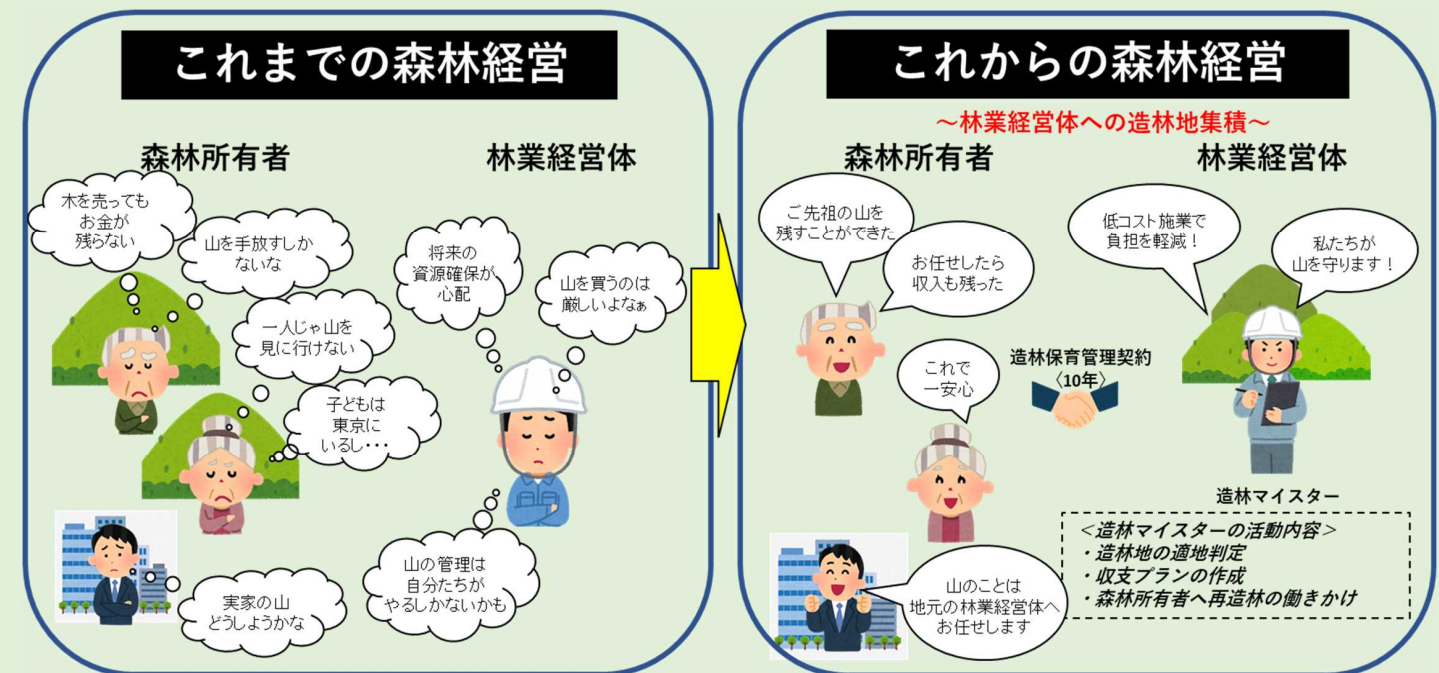 これまでの森林経営
森林所有者
林業経営体
木を売っても
お金が
残らない
山を手放すしか
ないな
一人じゃ山を
見に行けない
子どもは
東京に
いるし・・・
実家の山
どうしようかな
将来の
資源確保が
心配
山を買うのは
厳しいよなぁ
山の管理は
自分たちが
やるしかないかも
これからの森林経営
～林業経営体への造林地集積～
森林所有者
林業経営体
ご先祖の山を
残すことができた
お任せしたら
収入も残った
これで
一安心
山のことは
地元の林業経営体へ
お任せします
造林保育管理契約
〈10年〉
低コスト施業で
負担を軽減！
私たちが
山を守ります！
造林マイスター
＜造林マイスターの活動内容＞
・造林地の適地判定
・収支プランの作成
・森林所有者へ再造林の働きかけ